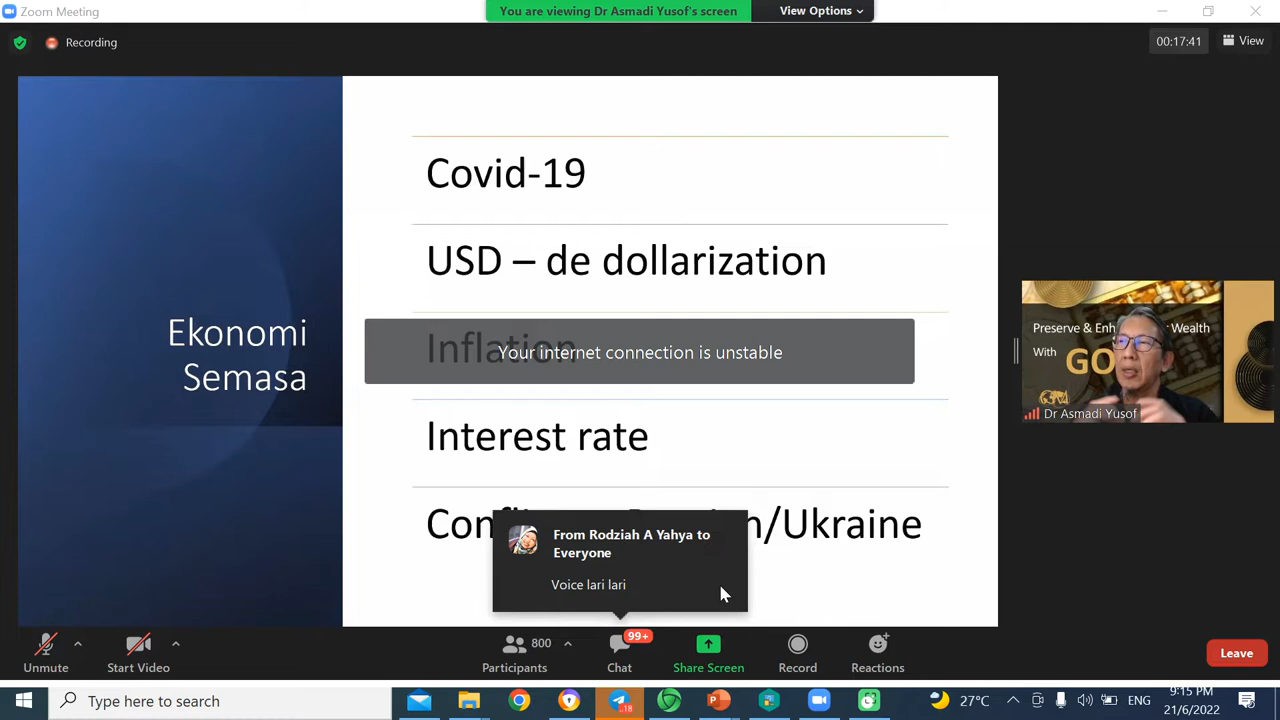 Zoom Meeting
You are viewing Dr Asmadi Yusof's screen
View Options
Recording
00:17:41
View
Ekonomi
Semasa
Covid-19
USD – de dollarization
Inflation
Your internet connection is unstable
Interest rate
/Ukraine
From Rodziah A Yahya to
Everyone
Voice lari lari
Preserve & Enh Wealth
With GO
Dr Asmadi Yusof
Unmute
Start Video
800
Participants
99+
Chat
Share Screen
Record
Reactions
Leave
Type here to search
..18
27°C
ENG
9:15 PM
21/6/2022